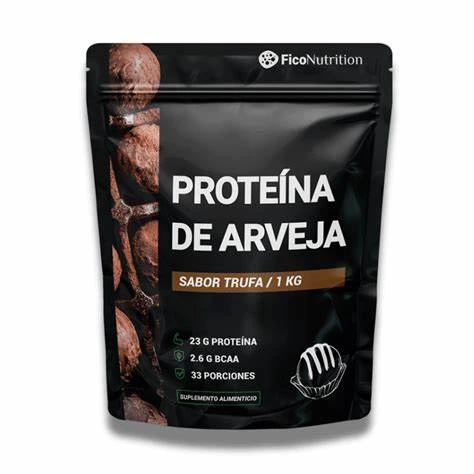 FicoNutrition
PROTEÍNA
DE ARVEJA
SABOR TRUFA / 1 KG
23 G PROTEÍNA
2.6 G BCAA
33 PORCIONES
SUPLEMENTO ALIMENTICIO